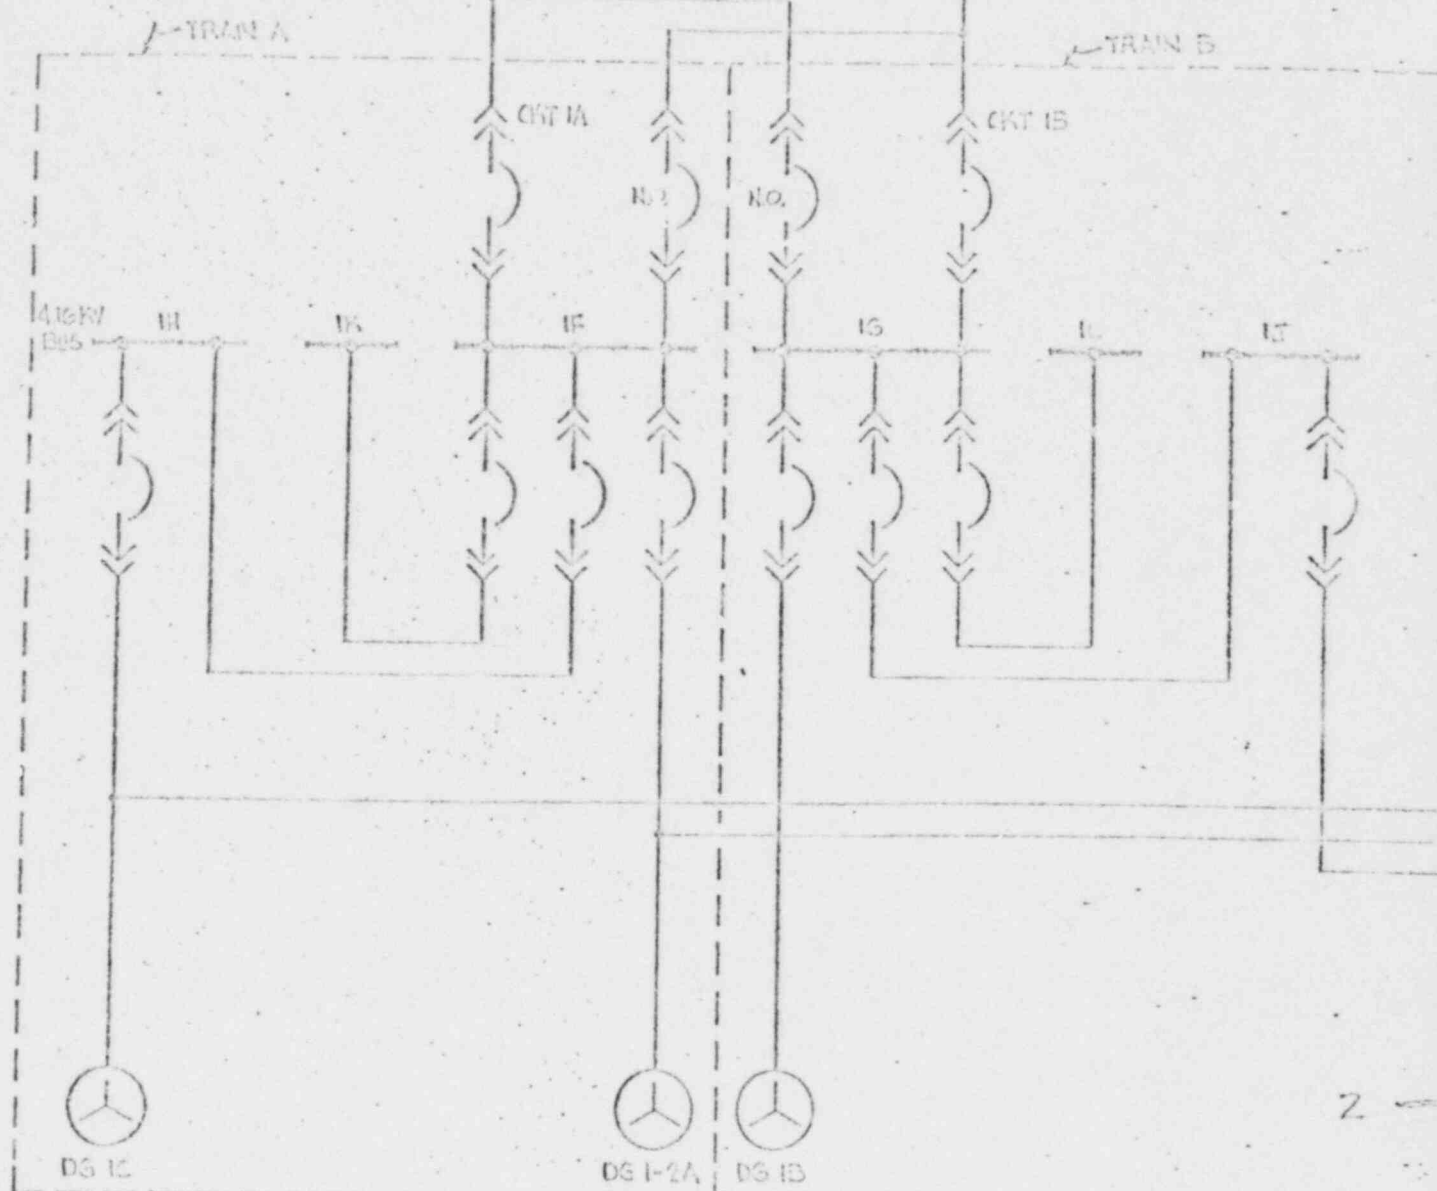 TRAIN A
TRAIN B
CKT 1A
CKT 1B
N.O.
N.O.
4.16KV
BUS
1H
1K
1F
1G
1L
1J
2
DG 1C
DG 1-2A
DG 1B